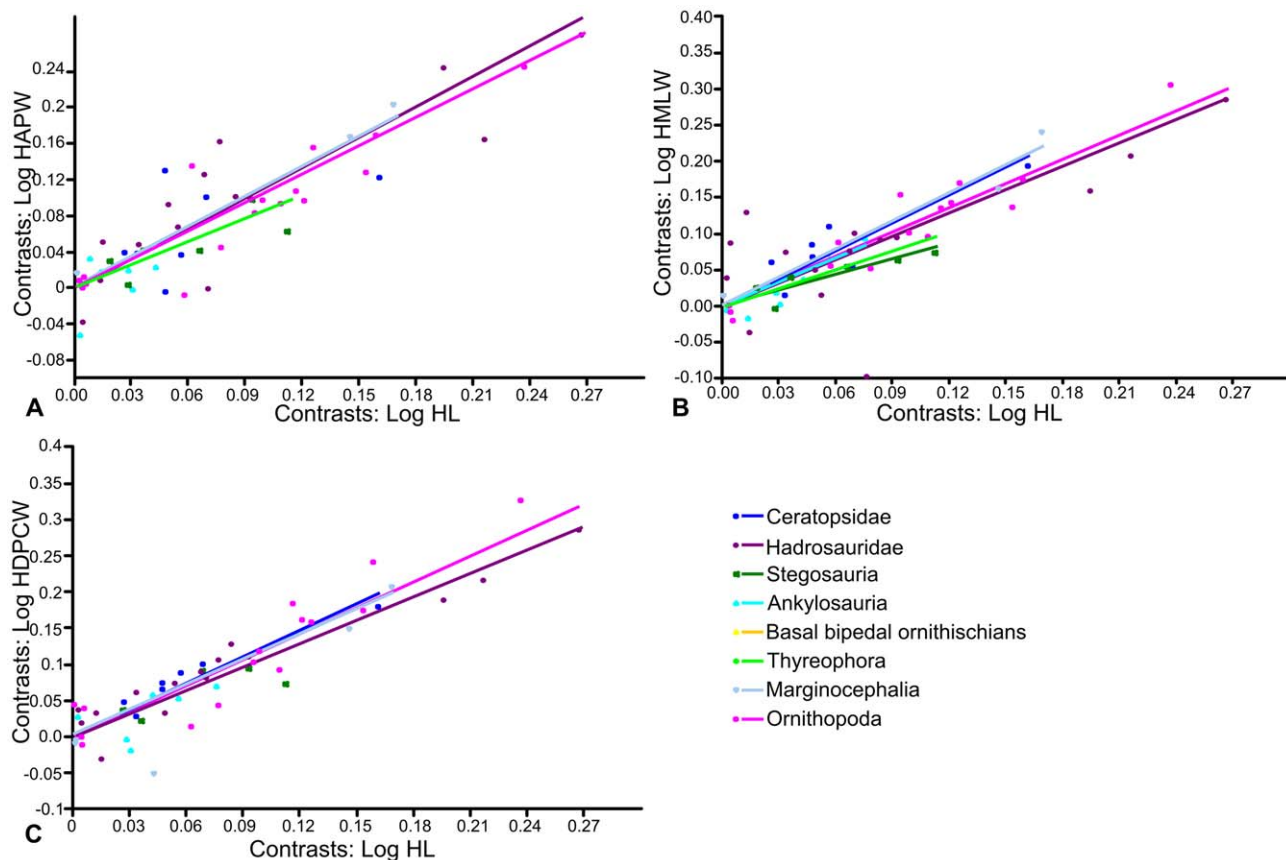 Contrasts: Log HAPW
0.24
0.2
0.16
0.12
0.08
0.04
0
-0.04
-0.08
0 0.03 0.06 0.09 0.12 0.15 0.18 0.21 0.24 0.27
A
Contrasts: Log HL
Contrasts: Log HMLW
0.40
0.35
0.30
0.25
0.20
0.15
0.10
0.05
0.00
-0.05
-0.10
0.00 0.03 0.06 0.09 0.12 0.15 0.18 0.21 0.24 0.27
B
Contrasts: Log HL
Contrasts: Log HDPCW
0.4
0.35
0.3
0.25
0.2
0.15
0.1
0.05
0.0
-0.05
-0.1
0 0.03 0.06 0.09 0.12 0.15 0.18 0.21 0.24 0.27
C
Contrasts: Log HL
Ceratopsidae
Hadrosauridae
Stegosauria
Ankylosauria
Basal bipedal ornithischians
Thyreophora
Marginocephalia
Ornithopoda